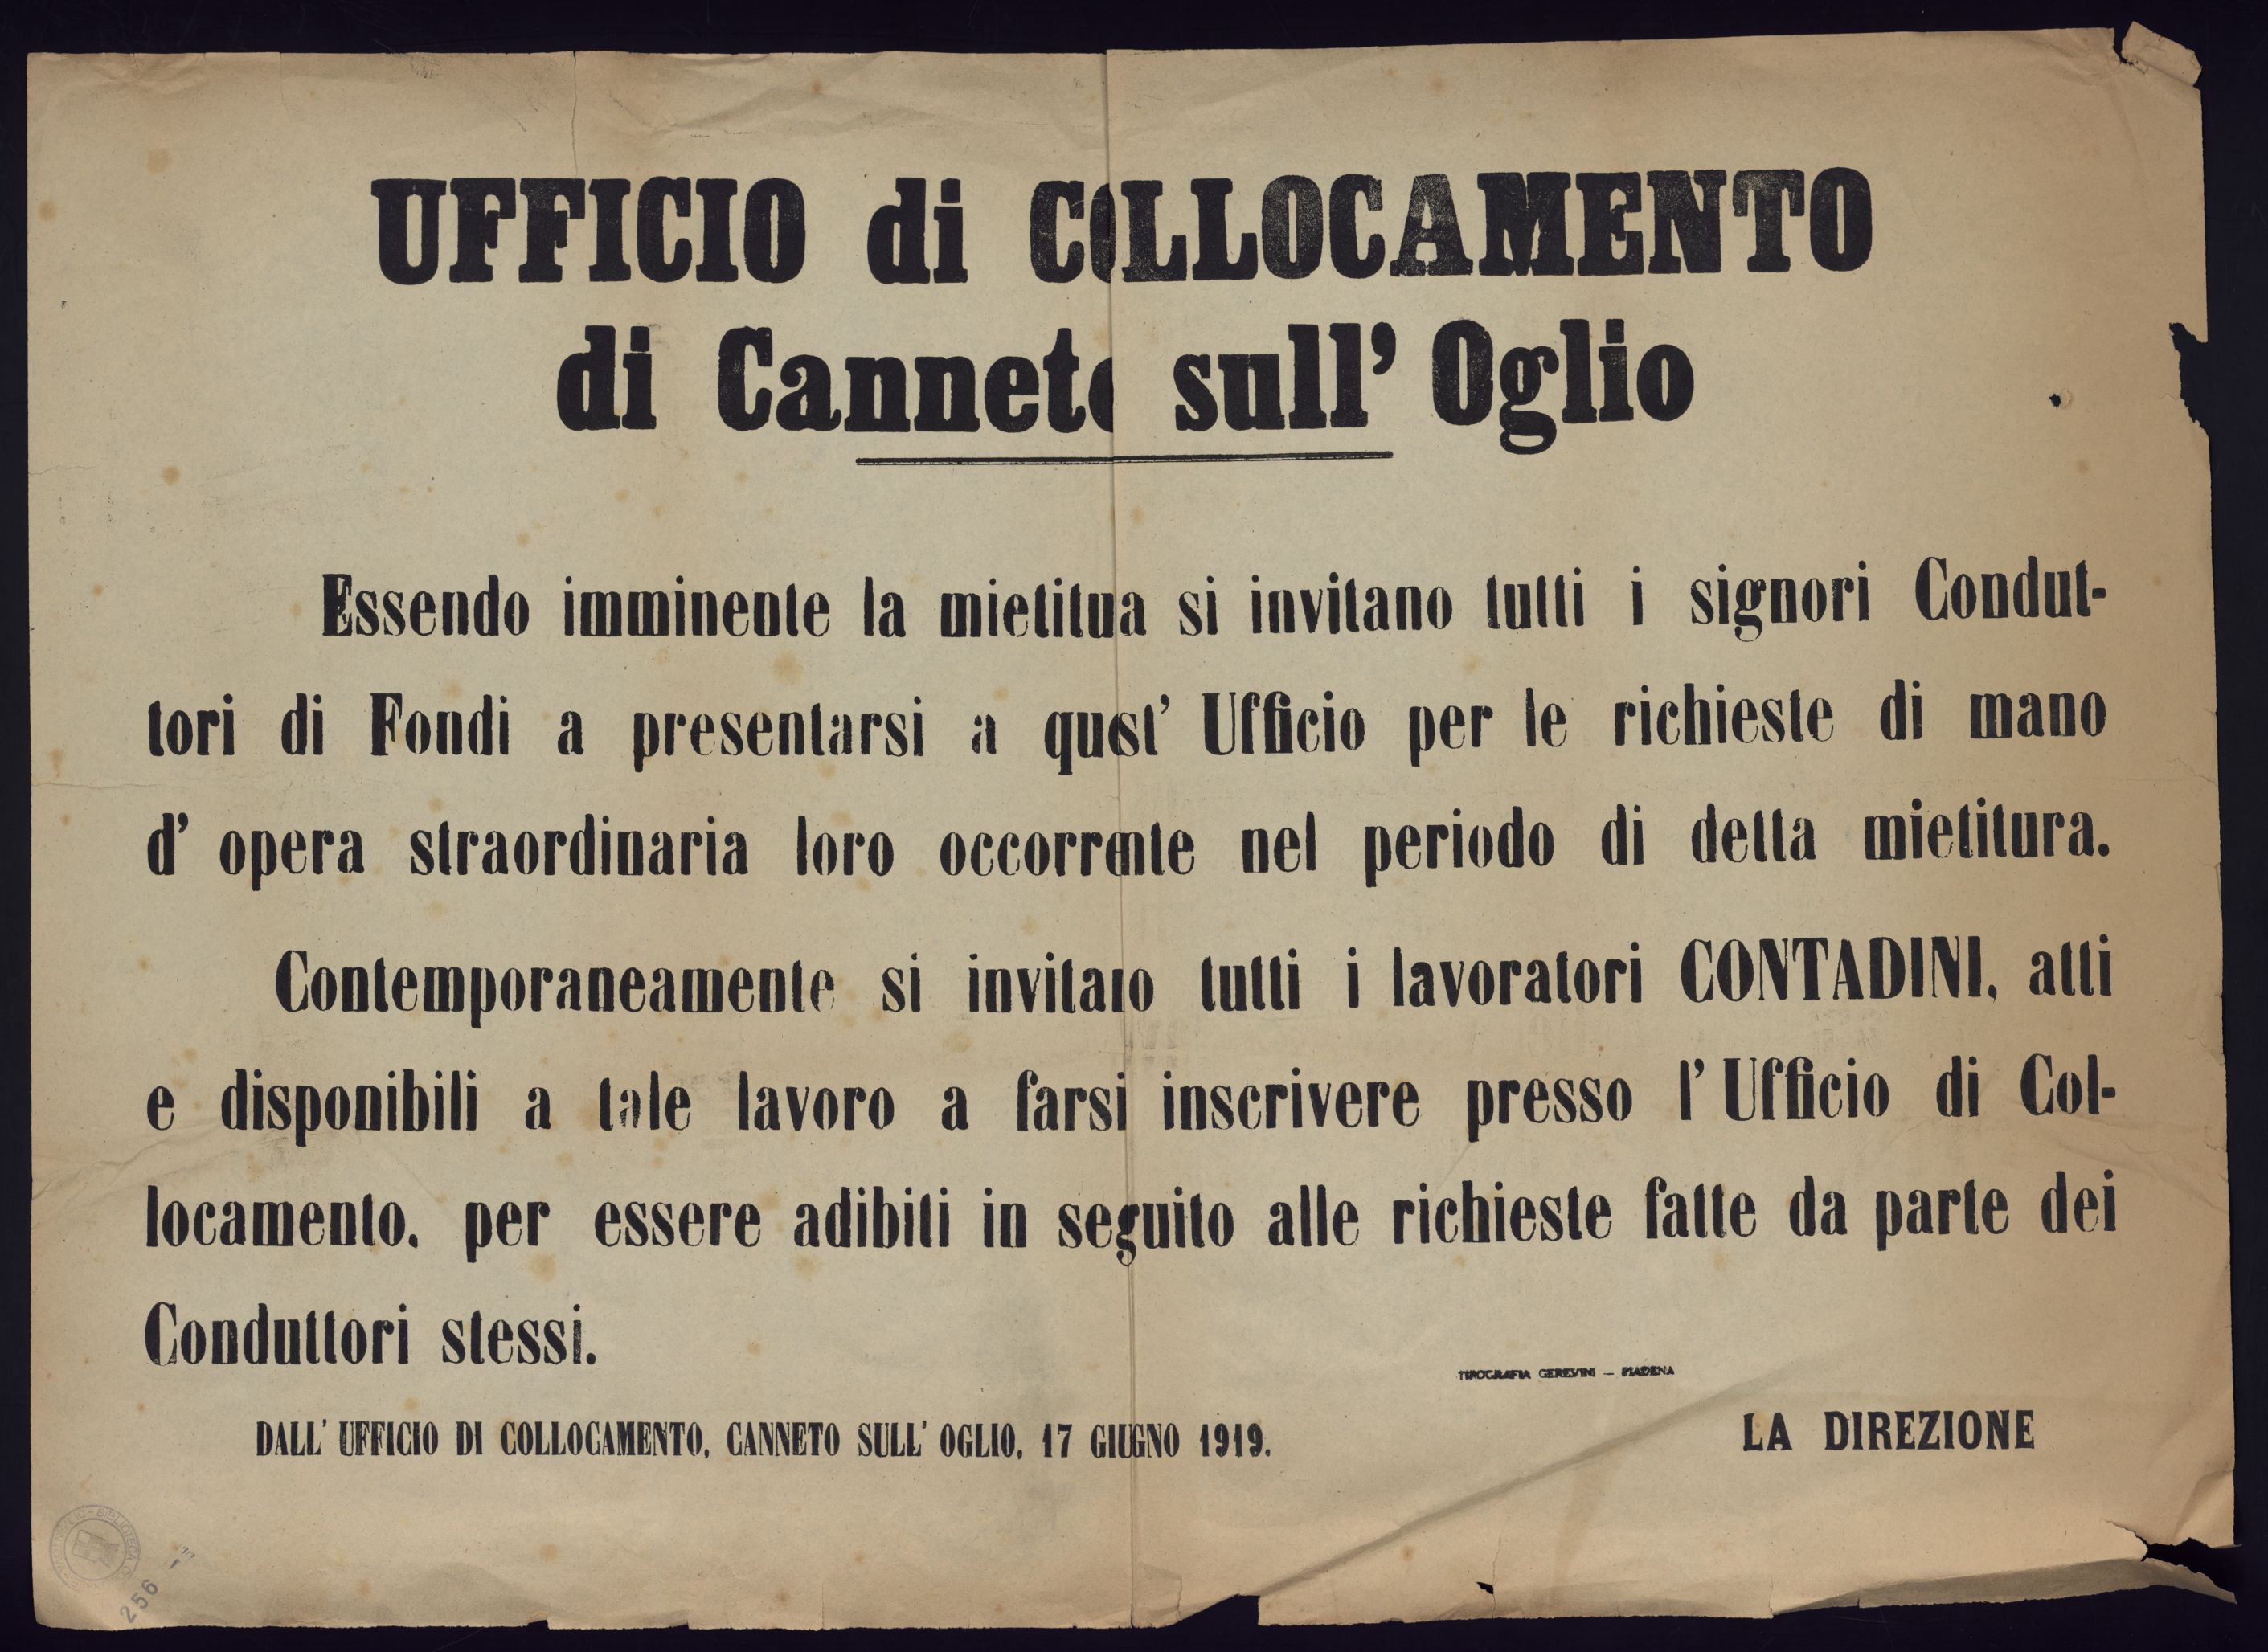 UFFICIO di COLLOCAMENTO
di Canneto sull' Oglio
Essendo imminente la mietitua si invitano tutti i signori Condut-
tori di Fondi a presentarsi a quest' Ufficio per le richieste di mano
d' opera straordinaria loro occorrente nel periodo di detta mietitura.
Contemporaneamente si invitano tutti i lavoratori CONTADINI, atti
e disponibili a tale lavoro a farsi inscrivere presso l' Ufficio di Col-
locamento, per essere adibiti in seguito alle richieste fatte da parte dei
Conduttori stessi.
TIPOGRAFIA GEREVINI — PIADENA
DALL' UFFICIO DI COLLOCAMENTO, CANNETO SULL' OGLIO, 17 GIUGNO 1919.
LA DIREZIONE
BIBLIOTECA
256